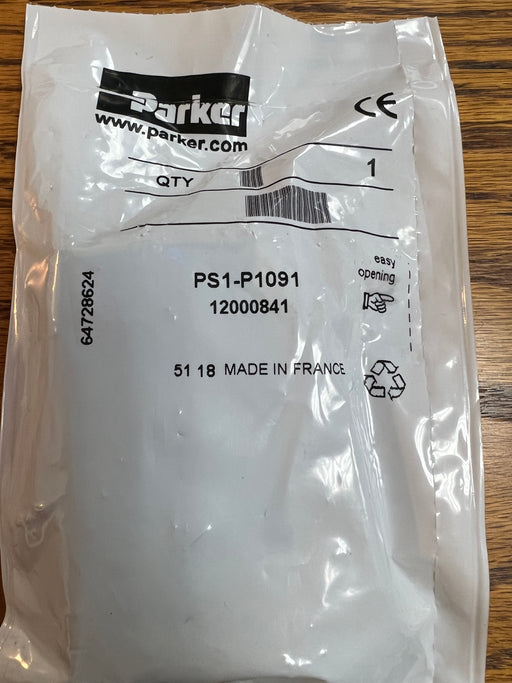 Parker
www.parker.com
CE
QTY 1
PS1-P1091
12000841
easy
opening
64728624
51 18 MADE IN FRANCE